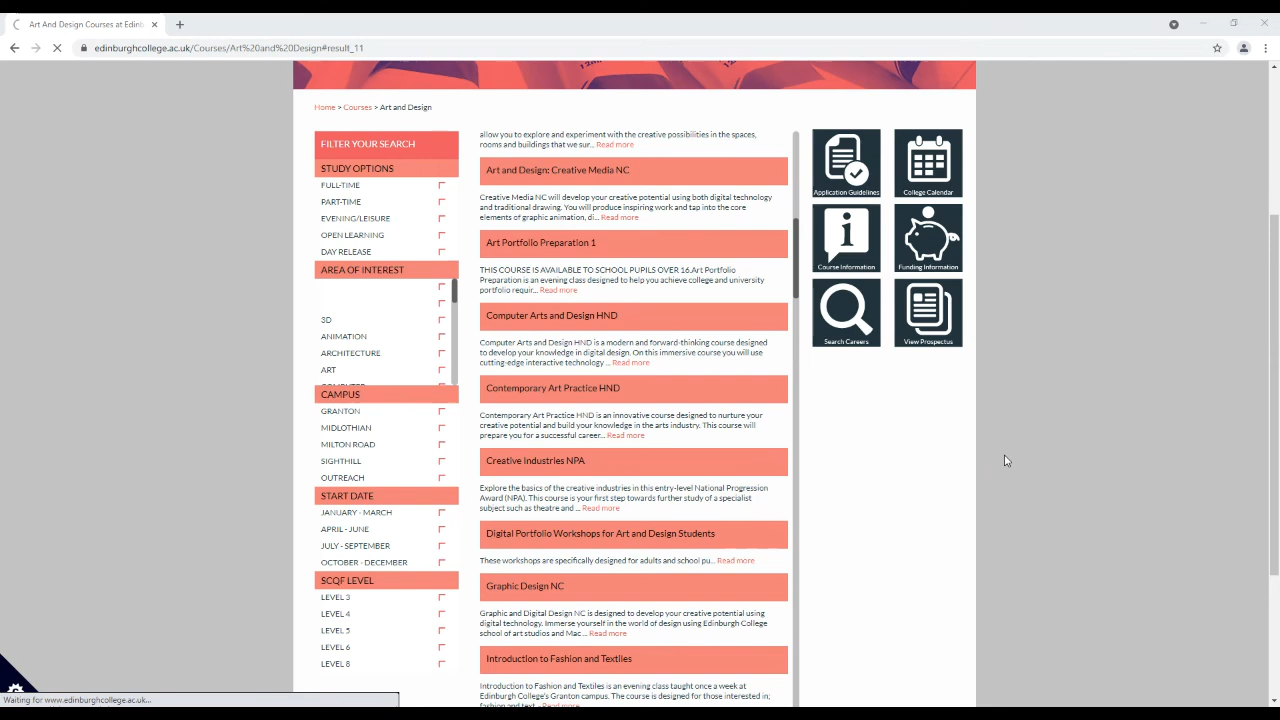 Art And Design Courses at Edinb
edinburghcollege.ac.uk/Courses/Art%20and%20Design#result_11
Home > Courses > Art and Design
FILTER YOUR SEARCH
STUDY OPTIONS
FULL-TIME
PART-TIME
EVENING/LEISURE
OPEN LEARNING
DAY RELEASE
AREA OF INTEREST
3D
ANIMATION
ARCHITECTURE
ART
CAMPUS
GRANTON
MIDLOTHIAN
MILTON ROAD
SIGHTHILL
OUTREACH
START DATE
JANUARY - MARCH
APRIL - JUNE
JULY - SEPTEMBER
OCTOBER - DECEMBER
SCQF LEVEL
LEVEL 3
LEVEL 4
LEVEL 5
LEVEL 6
LEVEL 8
allow you to explore and experiment with the creative possibilities in the spaces,
rooms and buildings that we sur... Read more
Art and Design: Creative Media NC
Creative Media NC will develop your creative potential using both digital technology
and traditional drawing. You will produce inspiring work and tap into the core
elements of graphic animation, di... Read more
Art Portfolio Preparation 1
THIS COURSE IS AVAILABLE TO SCHOOL PUPILS OVER 16.Art Portfolio
Preparation is an evening class designed to help you achieve college and university
portfolio requir... Read more
Computer Arts and Design HND
Computer Arts and Design HND is a modern and forward-thinking course designed
to develop your knowledge in digital design. On this immersive course you will use
cutting-edge interactive technology ... Read more
Contemporary Art Practice HND
Contemporary Art Practice HND is an innovative course designed to nurture your
creative potential and build your knowledge in the arts industry. This course will
prepare you for a successful career... Read more
Creative Industries NPA
Explore the basics of the creative industries in this entry-level National Progression
Award (NPA). This course is your first step towards further study of a specialist
subject such as theatre and ... Read more
Digital Portfolio Workshops for Art and Design Students
These workshops are specifically designed for adults and school pu... Read more
Graphic Design NC
Graphic and Digital Design NC is designed to develop your creative potential using
digital technology. Immerse yourself in the world of design using Edinburgh College
school of art studios and Mac ... Read more
Introduction to Fashion and Textiles
Introduction to Fashion and Textiles is an evening class taught once a week at
Edinburgh College's Granton campus. The course is designed for those interested in;
fashion and text... Read more
Application Guidelines
College Calendar
Course Information
Funding Information
Search Careers
View Prospectus
Waiting for www.edinburghcollege.ac.uk...